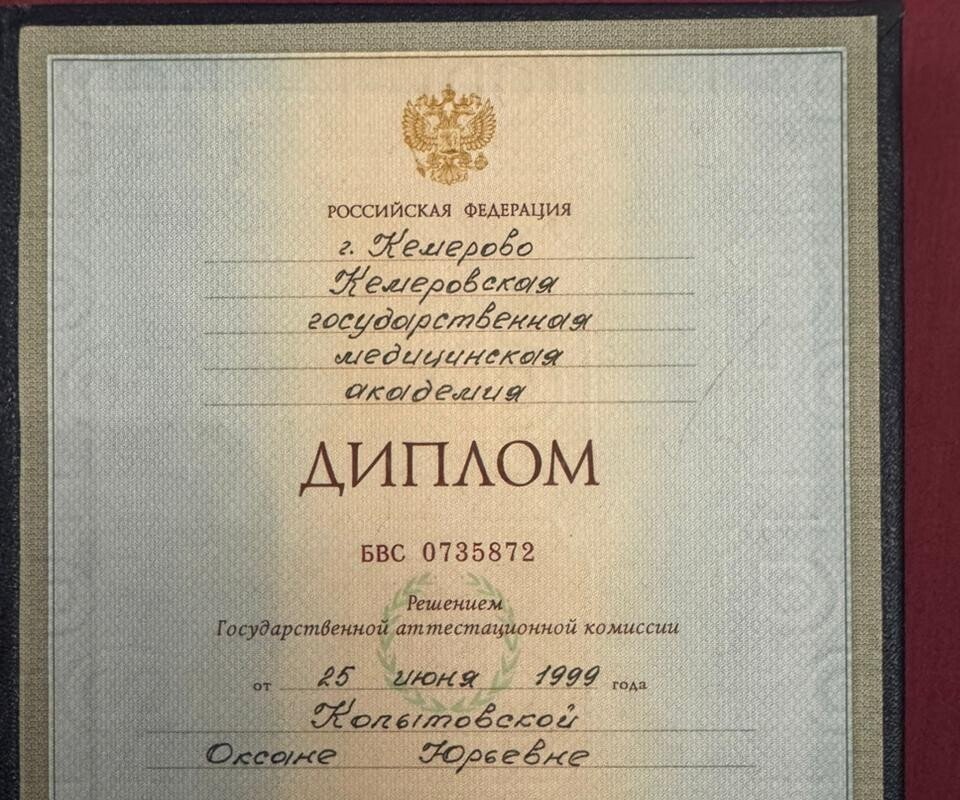 РОССИЙСКАЯ ФЕДЕРАЦИЯ
г. Кемерово
Кемеровская
государственная
медицинская
академия
ДИПЛОМ
БВС 0735872
Решением
Государственной аттестационной комиссии
от 25 июня 1999 года
Копытовской
Оксане Юрьевне